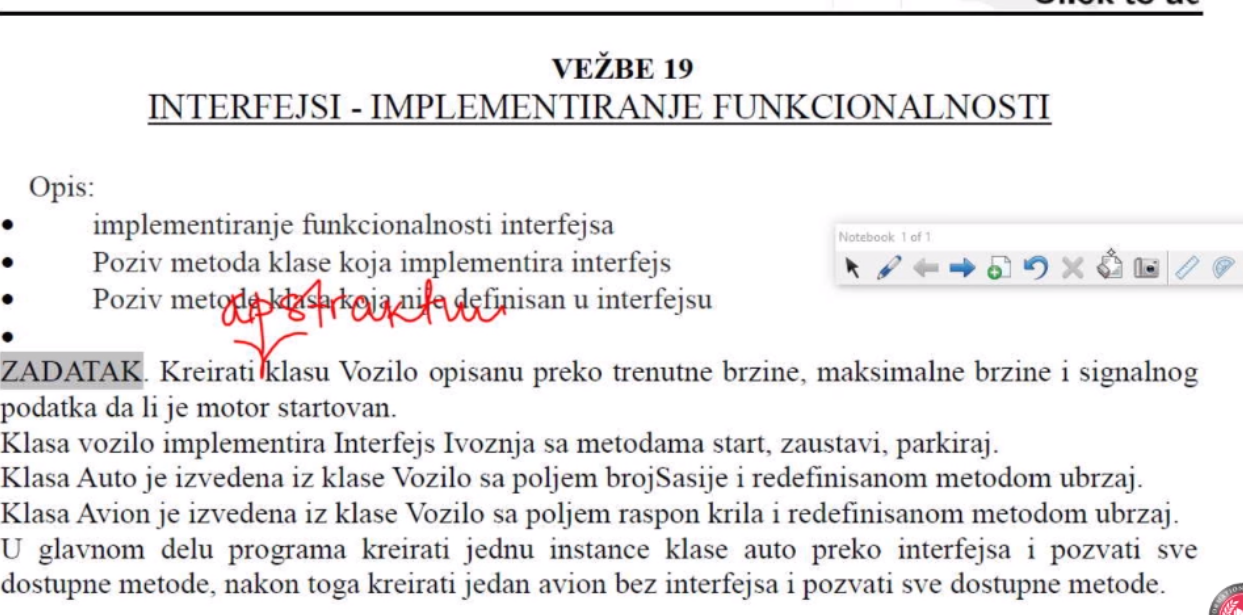 VEŽBE 19
INTERFEJSI - IMPLEMENTIRANJE FUNKCIONALNOSTI
Opis:
• implementiranje funkcionalnosti interfejsa
Notebook 1 of 1
• Poziv metoda klase koja implementira interfejs
• Poziv metode klasa koja nije definisan u interfejsu
•
ZADATAK. Kreirati klasu Vozilo opisanu preko trenutne brzine, maksimalne brzine i signalnog
podatka da li je motor startovan.
Klasa vozilo implementira Interfejs Ivoznja sa metodama start, zaustavi, parkiraj.
Klasa Auto je izvedena iz klase Vozilo sa poljem brojSasije i redefinisanom metodom ubrzaj.
Klasa Avion je izvedena iz klase Vozilo sa poljem raspon krila i redefinisanom metodom ubrzaj.
U glavnom delu programa kreirati jednu instance klase auto preko interfejsa i pozvati sve
dostupne metode, nakon toga kreirati jedan avion bez interfejsa i pozvati sve dostupne metode.